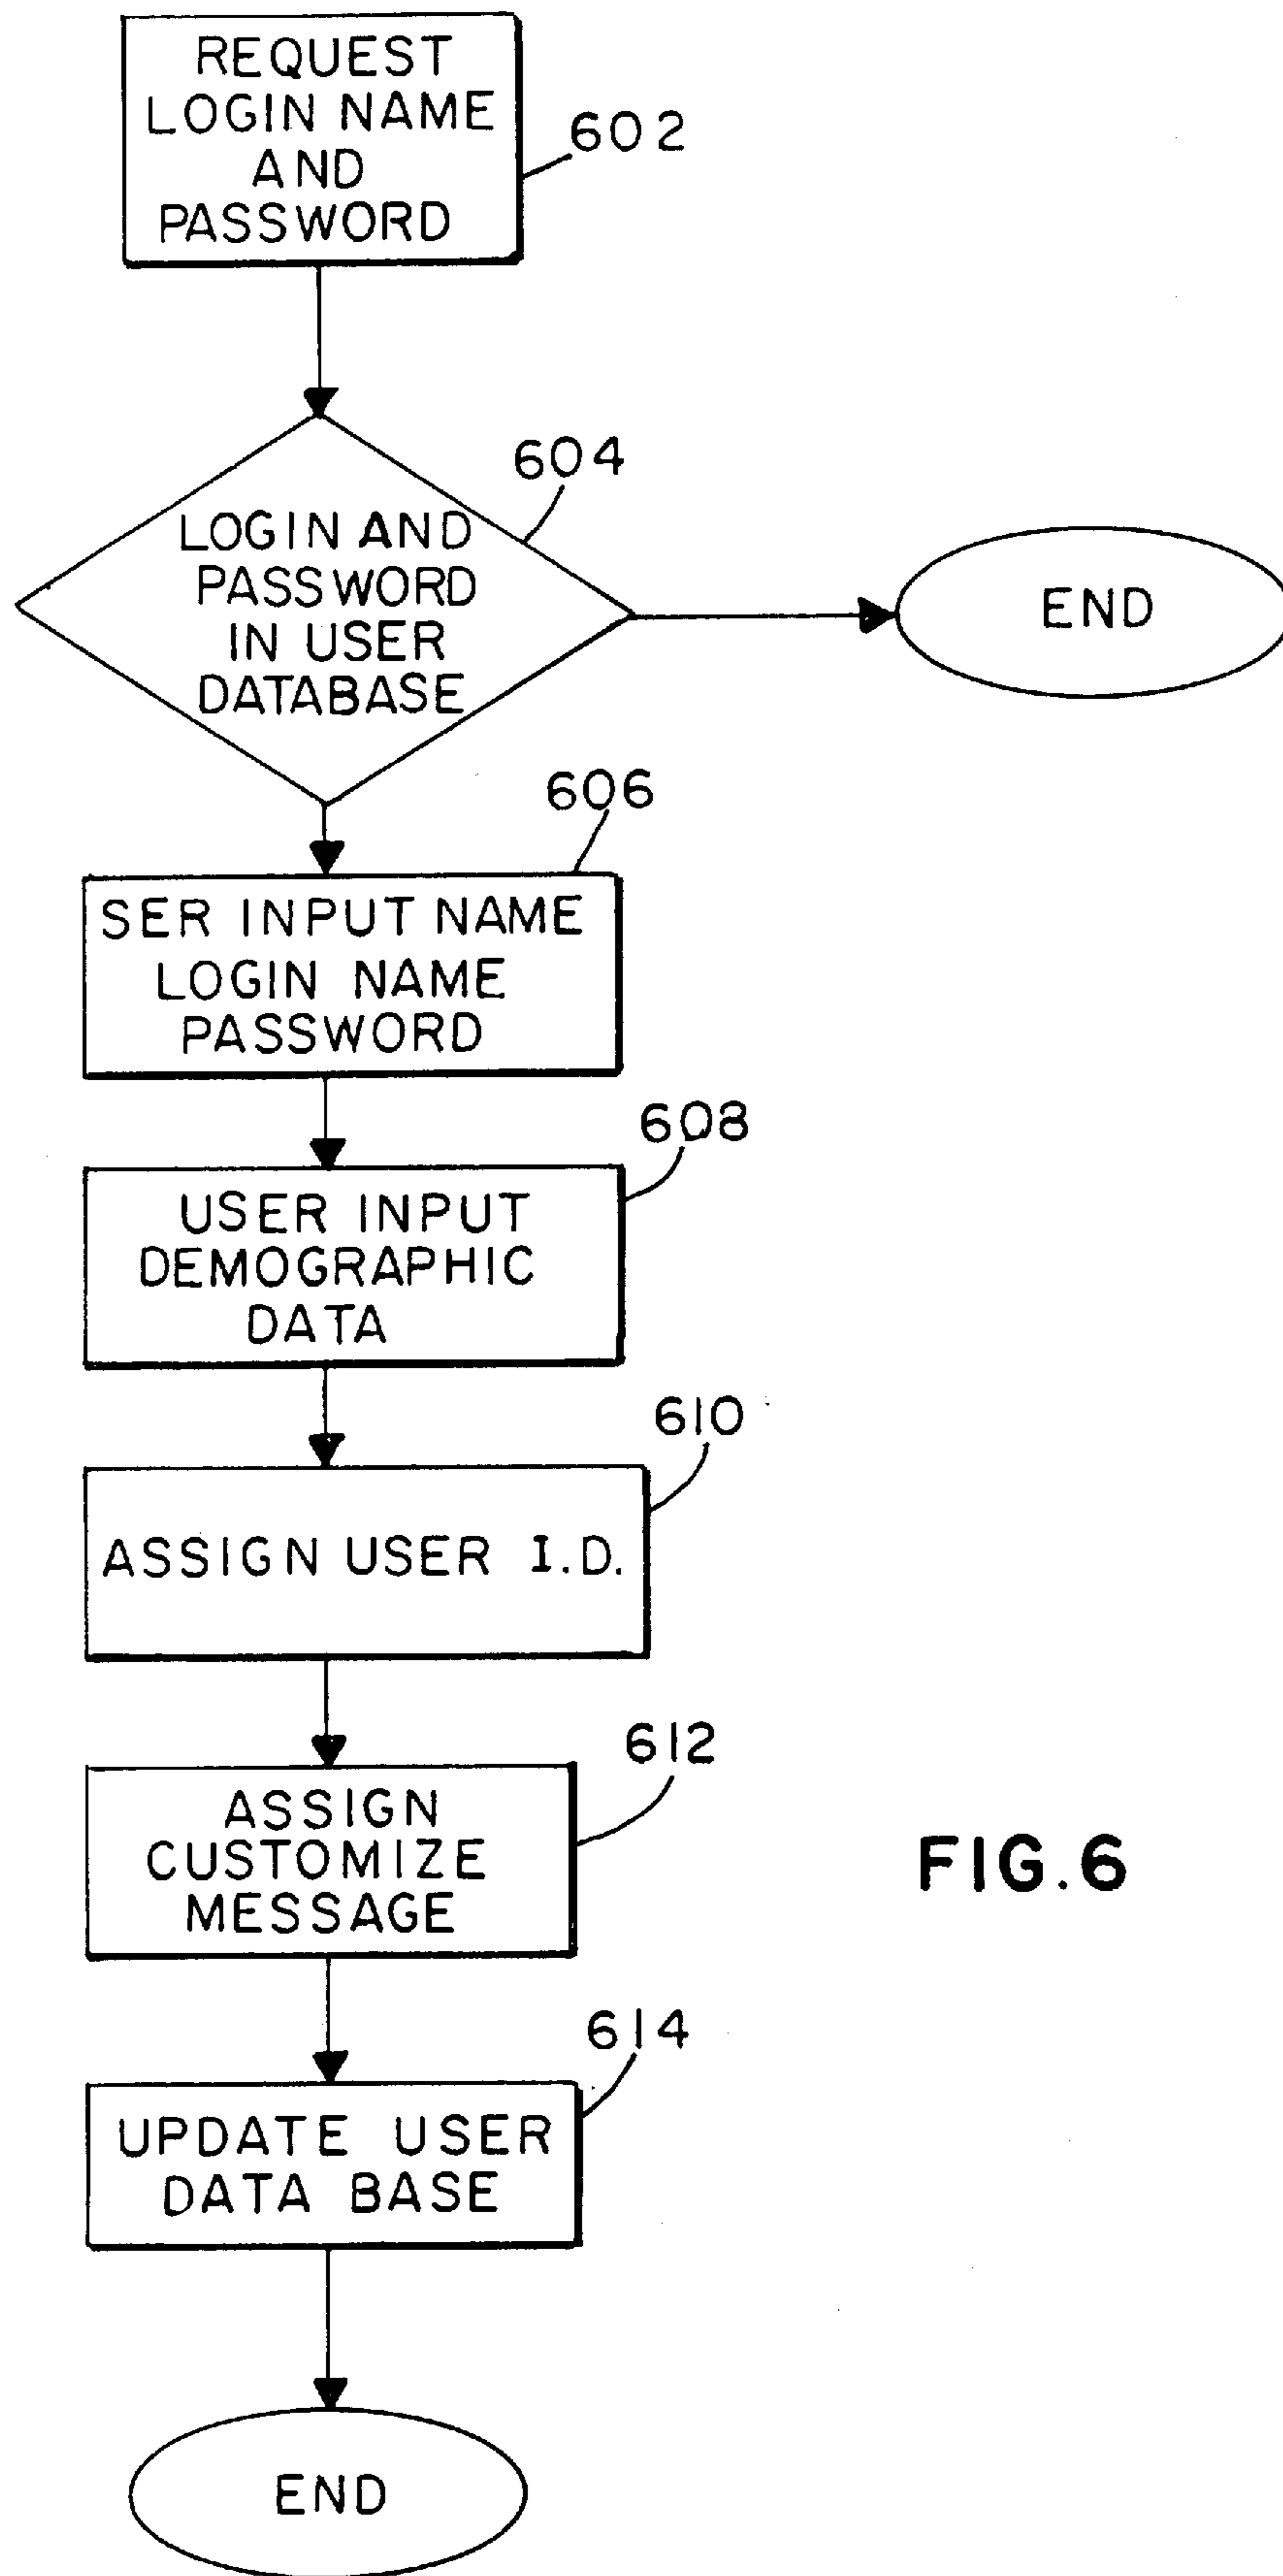 REQUEST
LOGIN NAME
AND
PASSWORD
602
604
LOGIN AND
PASSWORD
IN USER
DATABASE
END
606
SER INPUT NAME
LOGIN NAME
PASSWORD
608
USER INPUT
DEMOGRAPHIC
DATA
610
ASSIGN USER I.D.
612
ASSIGN
CUSTOMIZE
MESSAGE
FIG.6
614
UPDATE USER
DATA BASE
END